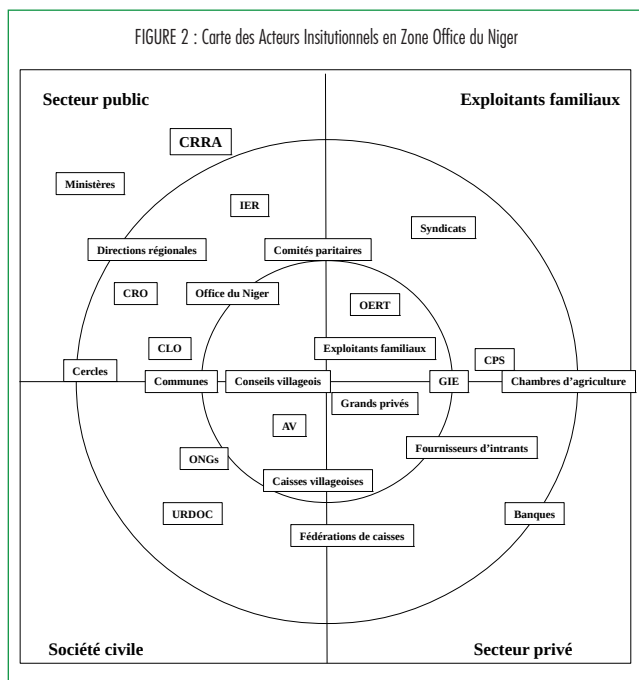 FIGURE 2 : Carte des Acteurs Insitutionnels en Zone Office du Niger
Secteur public
Exploitants familiaux
CRRA
Ministères
IER
Syndicats
Directions régionales
Comités paritaires
CRO
Office du Niger
OERT
CLO
Exploitants familiaux
CPS
Cercles
Communes
Conseils villageois
GIE
Chambres d'agriculture
Grands privés
AV
Fournisseurs d'intrants
ONGs
Caisses villageoises
URDOC
Banques
Fédérations de caisses
Société civile
Secteur privé